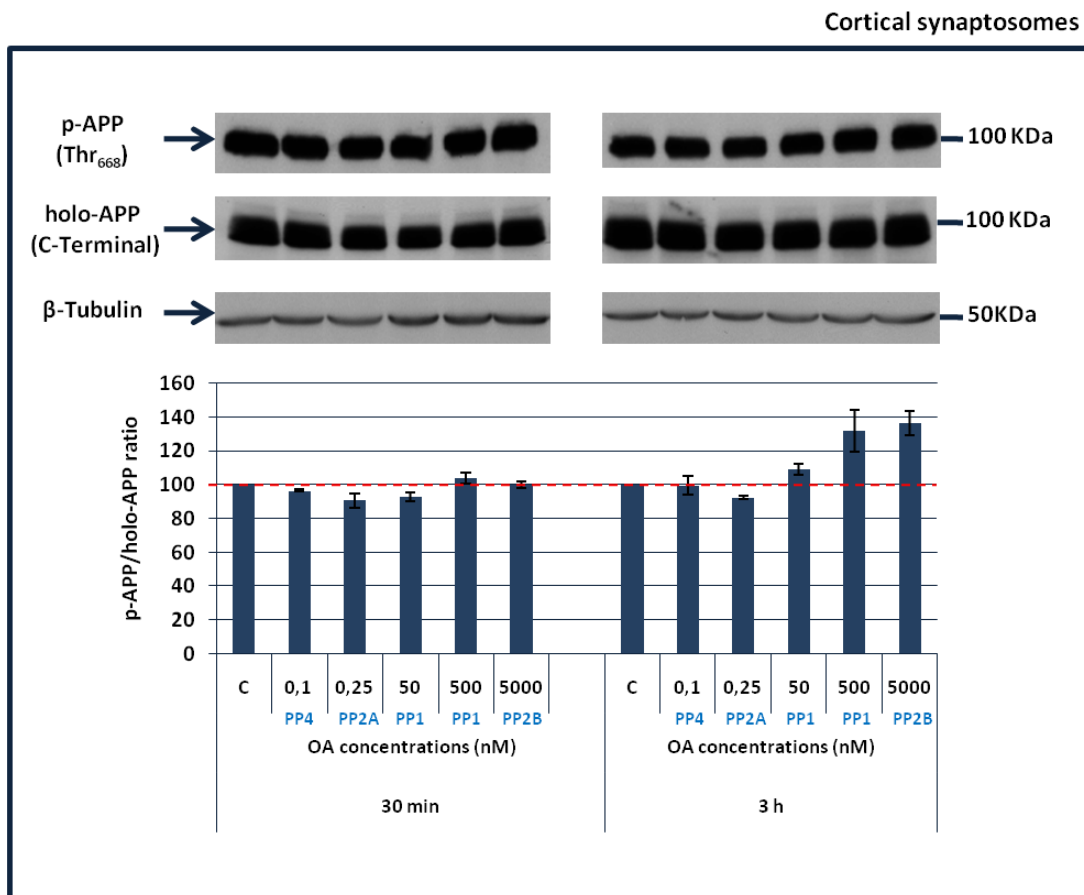 Cortical synaptosomes
p-APP
(Thr668)
100 KDa
holo-APP
(C-Terminal)
100 KDa
β-Tubulin
50KDa
p-APP/holo-APP ratio
160
140
120
100
80
60
40
20
0
C 0,1 0,25 50 500 5000 C 0,1 0,25 50 500 5000
PP4 PP2A PP1 PP1 PP2B PP4 PP2A PP1 PP1 PP2B
OA concentrations (nM) OA concentrations (nM)
30 min 3 h